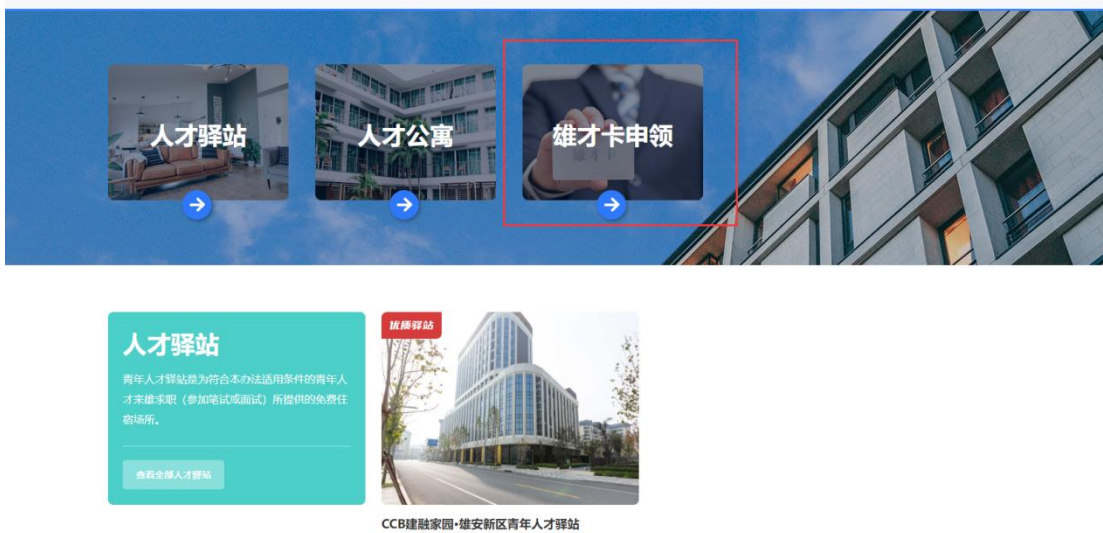 人才驿站
人才公寓
雄才卡申领
雄才卡
优质驿站
人才驿站
青年人才驿站是为符合本办法适用条件的青年人
才来雄求职（参加笔试或面试）所提供的免费住
宿场所。
查看全部人才驿站
CCB建融家园•雄安新区青年人才驿站